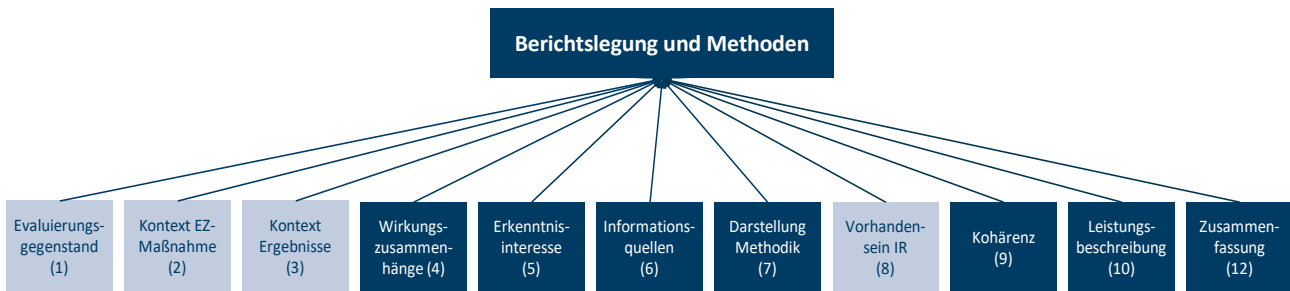 Berichtslegung und Methoden
Evaluierungs-
gegenstand
(1)
Kontext EZ-
Maßnahme
(2)
Kontext
Ergebnisse
(3)
Wirkungs-
zusammen-
hänge (4)
Erkenntnis-
interesse
(5)
Informations-
quellen
(6)
Darstellung
Methodik
(7)
Vorhanden-
sein IR
(8)
Kohärenz
(9)
Leistungs-
beschreibung
(10)
Zusammen-
fassung
(12)